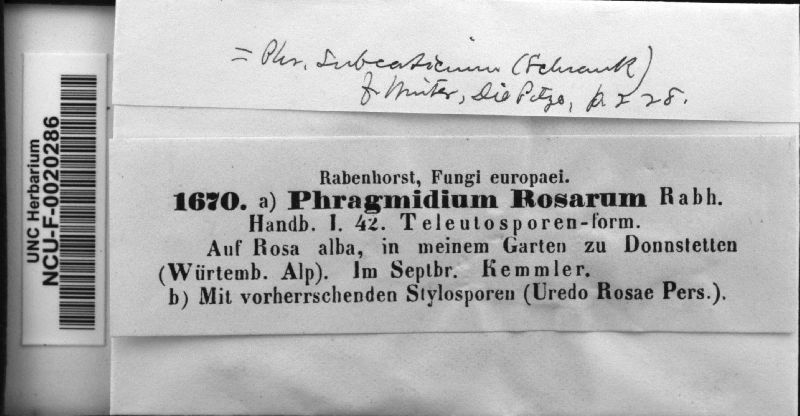 = Phr. subcorticium (Schrank)
fr. Winter, Die Pilze, p. 228.
UNC Herbarium
NCU-F-0020286
Rabenhorst, Fungi europaei.
1670. a) Phragmidium Rosarum Rabh.
Handb. I. 42. Teleutosporen-form.
Auf Rosa alba, in meinem Garten zu Donnstetten
(Würtemb. Alp). Im Septbr. Kemmler.
b) Mit vorherrschenden Stylosporen (Uredo Rosae Pers.).